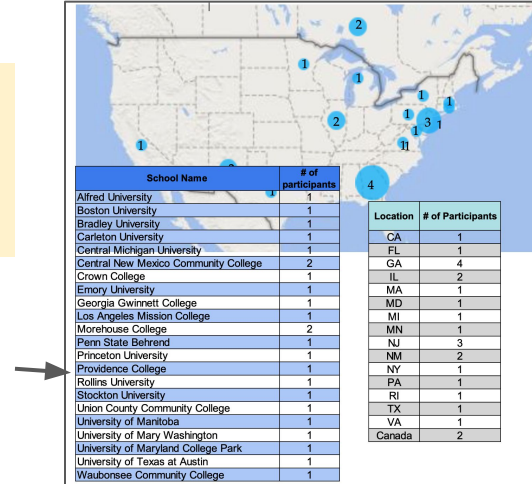 2
1
1
2
1
1
1
1
3
1
1
11
4
1
School Name # of participants
Alfred University 1
Boston University 1
Bradley University 1
Carleton University 1
Central Michigan University 1
Central New Mexico Community College 2
Crown College 1
Emory University 1
Georgia Gwinnett College 1
Los Angeles Mission College 1
Morehouse College 2
Penn State Behrend 1
Princeton University 1
Providence College 1
Rollins University 1
Stockton University 1
Union County Community College 1
University of Manitoba 1
University of Mary Washington 1
University of Maryland College Park 1
University of Texas at Austin 1
Waubonsee Community College 1
Location # of Participants
CA 1
FL 1
GA 4
IL 2
MA 1
MD 1
MI 1
MN 1
NJ 3
NM 2
NY 1
PA 1
RI 1
TX 1
VA 1
Canada 2